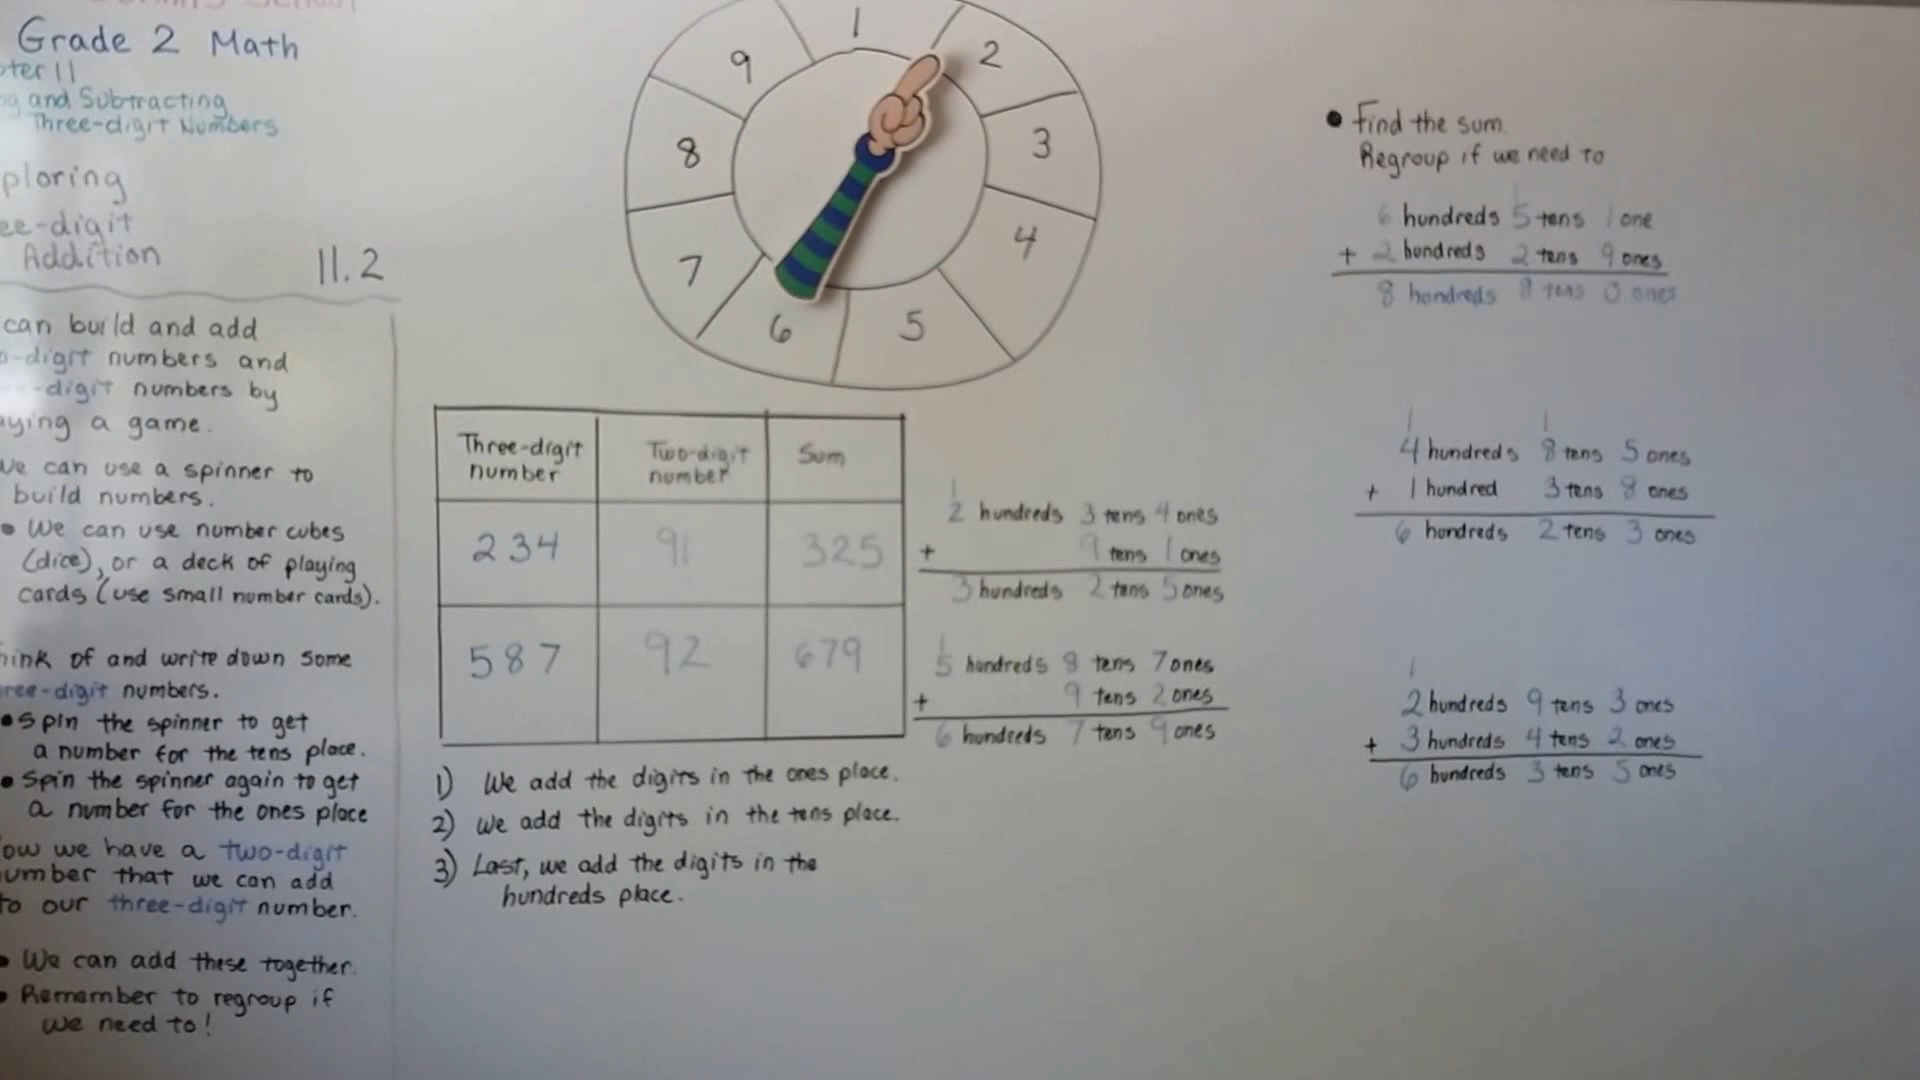 Grade 2 Math
and Subtracting
Three-digit Numbers
Addition
11.2
can build and add
-digit numbers and
-digit numbers by
a game.
We can use a spinner to
build numbers.
• We can use number cubes
(dice), or a deck of playing
cards (use small number cards).
of and write down some
-digit numbers.
• Spin the spinner to get
a number for the tens place.
• Spin the spinner again to get
a number for the ones place
we have a two-digit
that we can add
to our three-digit number.
• We can add these together.
• Remember to regroup if
we need to!
1
2
3
4
5
6
7
8
9
Three-digit number
Two-digit number
Sum
234 91 325
587 92 679
1
2 hundreds 3 tens 4 ones
+ 9 tens 1 ones
3 hundreds 2 tens 5 ones
1
5 hundreds 8 tens 7 ones
+ 9 tens 2 ones
6 hundreds 7 tens 9 ones
1) We add the digits in the ones place.
2) We add the digits in the tens place.
3) Last, we add the digits in the
hundreds place.
• Find the sum.
Regroup if we need to
1
6 hundreds 5 tens 1 one
+ 2 hundreds 2 tens 9 ones
8 hundreds 8 tens 0 ones
1 1
4 hundreds 8 tens 5 ones
+ 1 hundred 3 tens 8 ones
6 hundreds 2 tens 3 ones
1
2 hundreds 9 tens 3 ones
+ 3 hundreds 4 tens 2 ones
6 hundreds 3 tens 5 ones